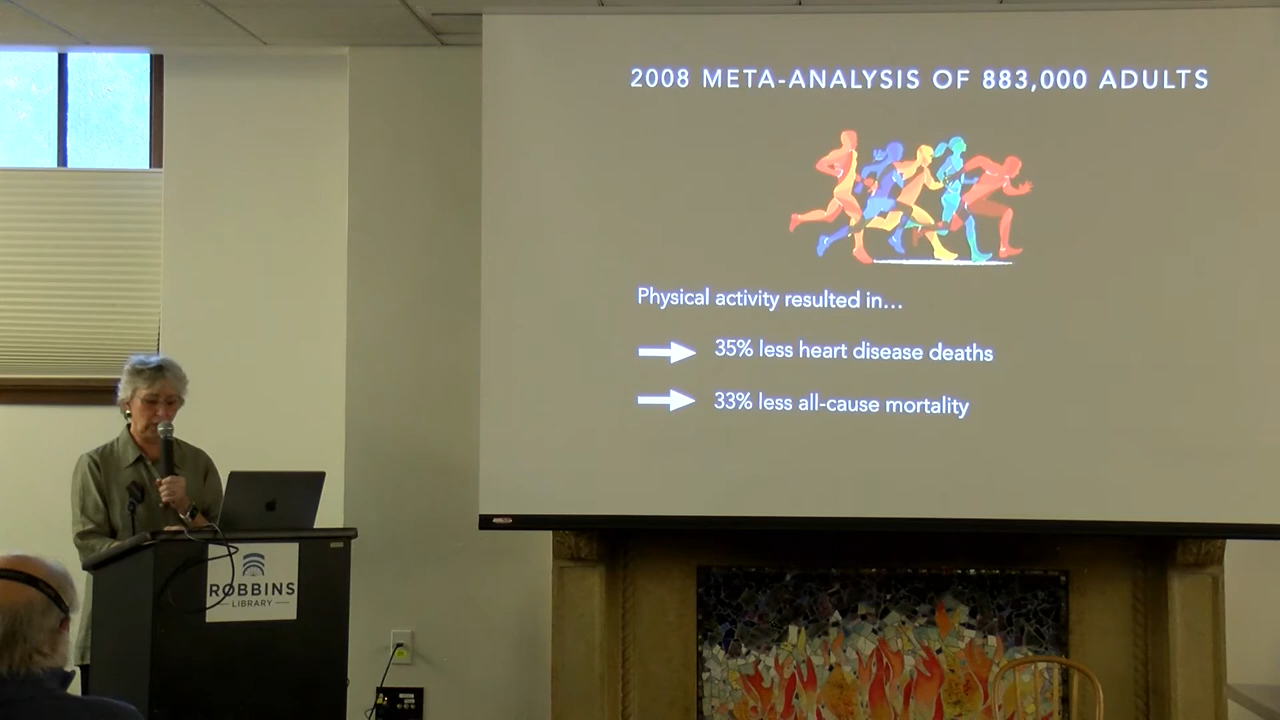 2008 META-ANALYSIS OF 883,000 ADULTS
Physical activity resulted in...
35% less heart disease deaths
33% less all-cause mortality
ROBBINS
LIBRARY